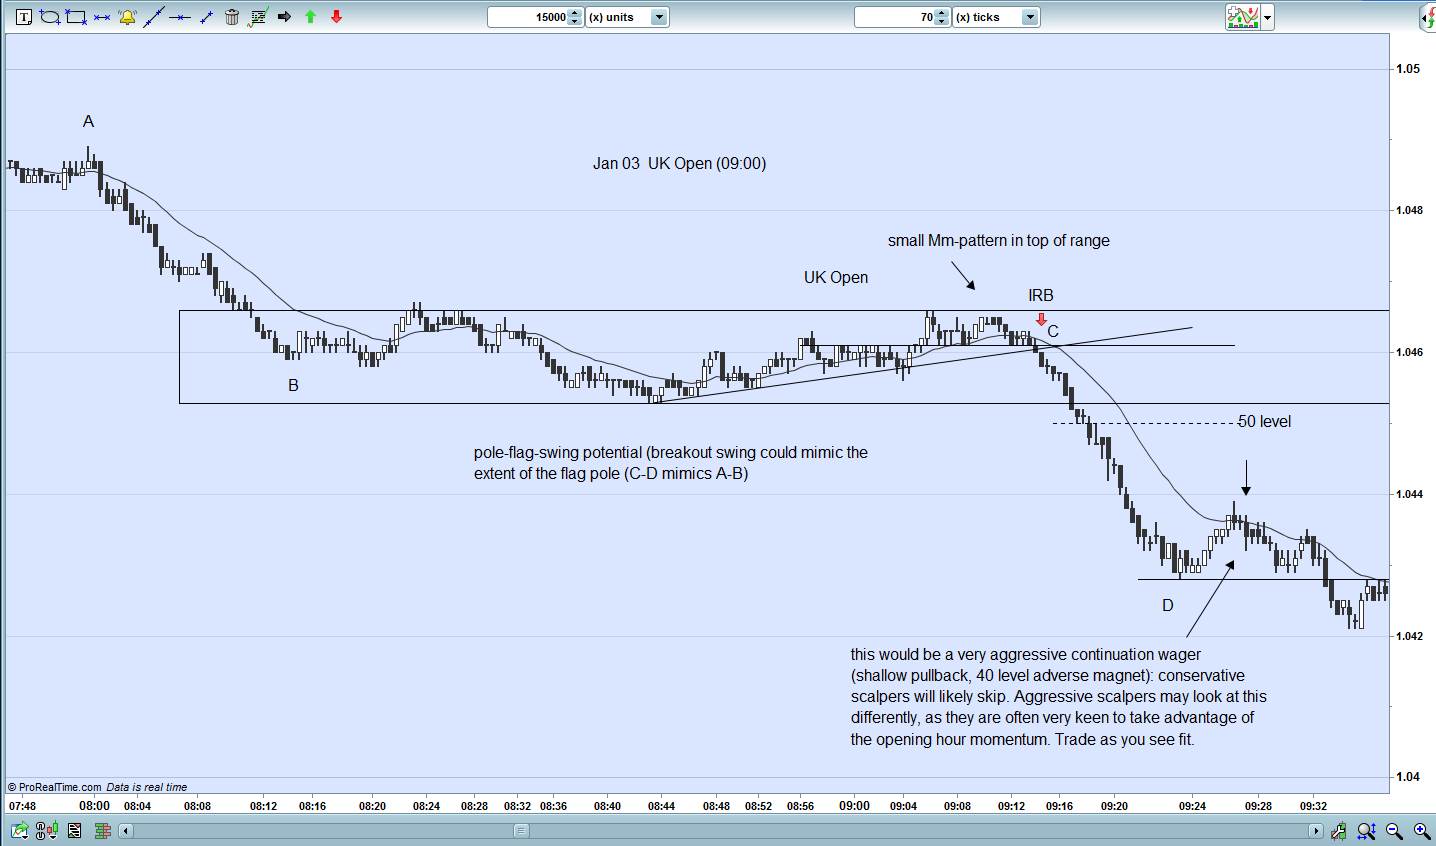 T
15000 (x) units
70 (x) ticks
1.05
A
Jan 03 UK Open (09:00)
1.048
small Mm-pattern in top of range
UK Open
IRB
C
1.046
B
50 level
pole-flag-swing potential (breakout swing could mimic the
extent of the flag pole (C-D mimics A-B)
1.044
D
1.042
this would be a very aggressive continuation wager
(shallow pullback, 40 level adverse magnet): conservative
scalpers will likely skip. Aggressive scalpers may look at this
differently, as they are often very keen to take advantage of
the opening hour momentum. Trade as you see fit.
1.04
© ProRealTime.com Data is real time
07:48 08:00 08:04 08:08 08:12 08:16 08:20 08:24 08:28 08:32 08:36 08:40 08:44 08:48 08:52 08:56 09:00 09:04 09:08 09:12 09:16 09:20 09:24 09:28 09:32